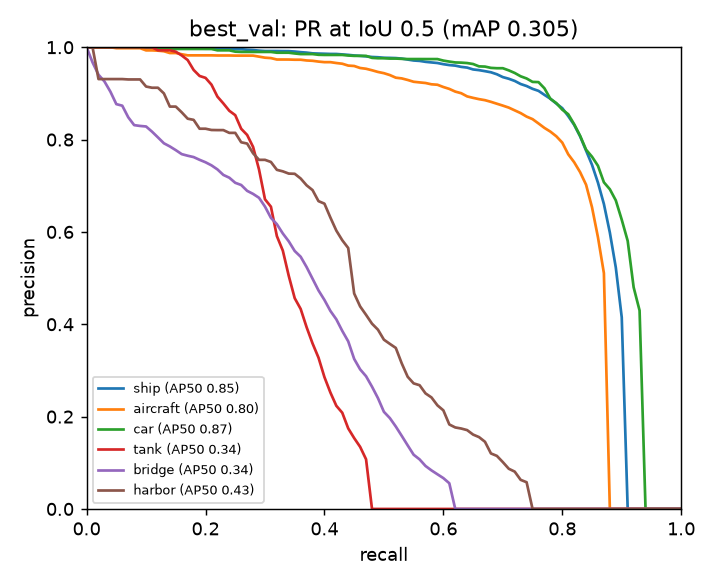 best_val: PR at IoU 0.5 (mAP 0.305)
precision
1.0
0.8
0.6
0.4
0.2
0.0
ship (AP50 0.85)
aircraft (AP50 0.80)
car (AP50 0.87)
tank (AP50 0.34)
bridge (AP50 0.34)
harbor (AP50 0.43)
0.0 0.2 0.4 0.6 0.8 1.0
recall